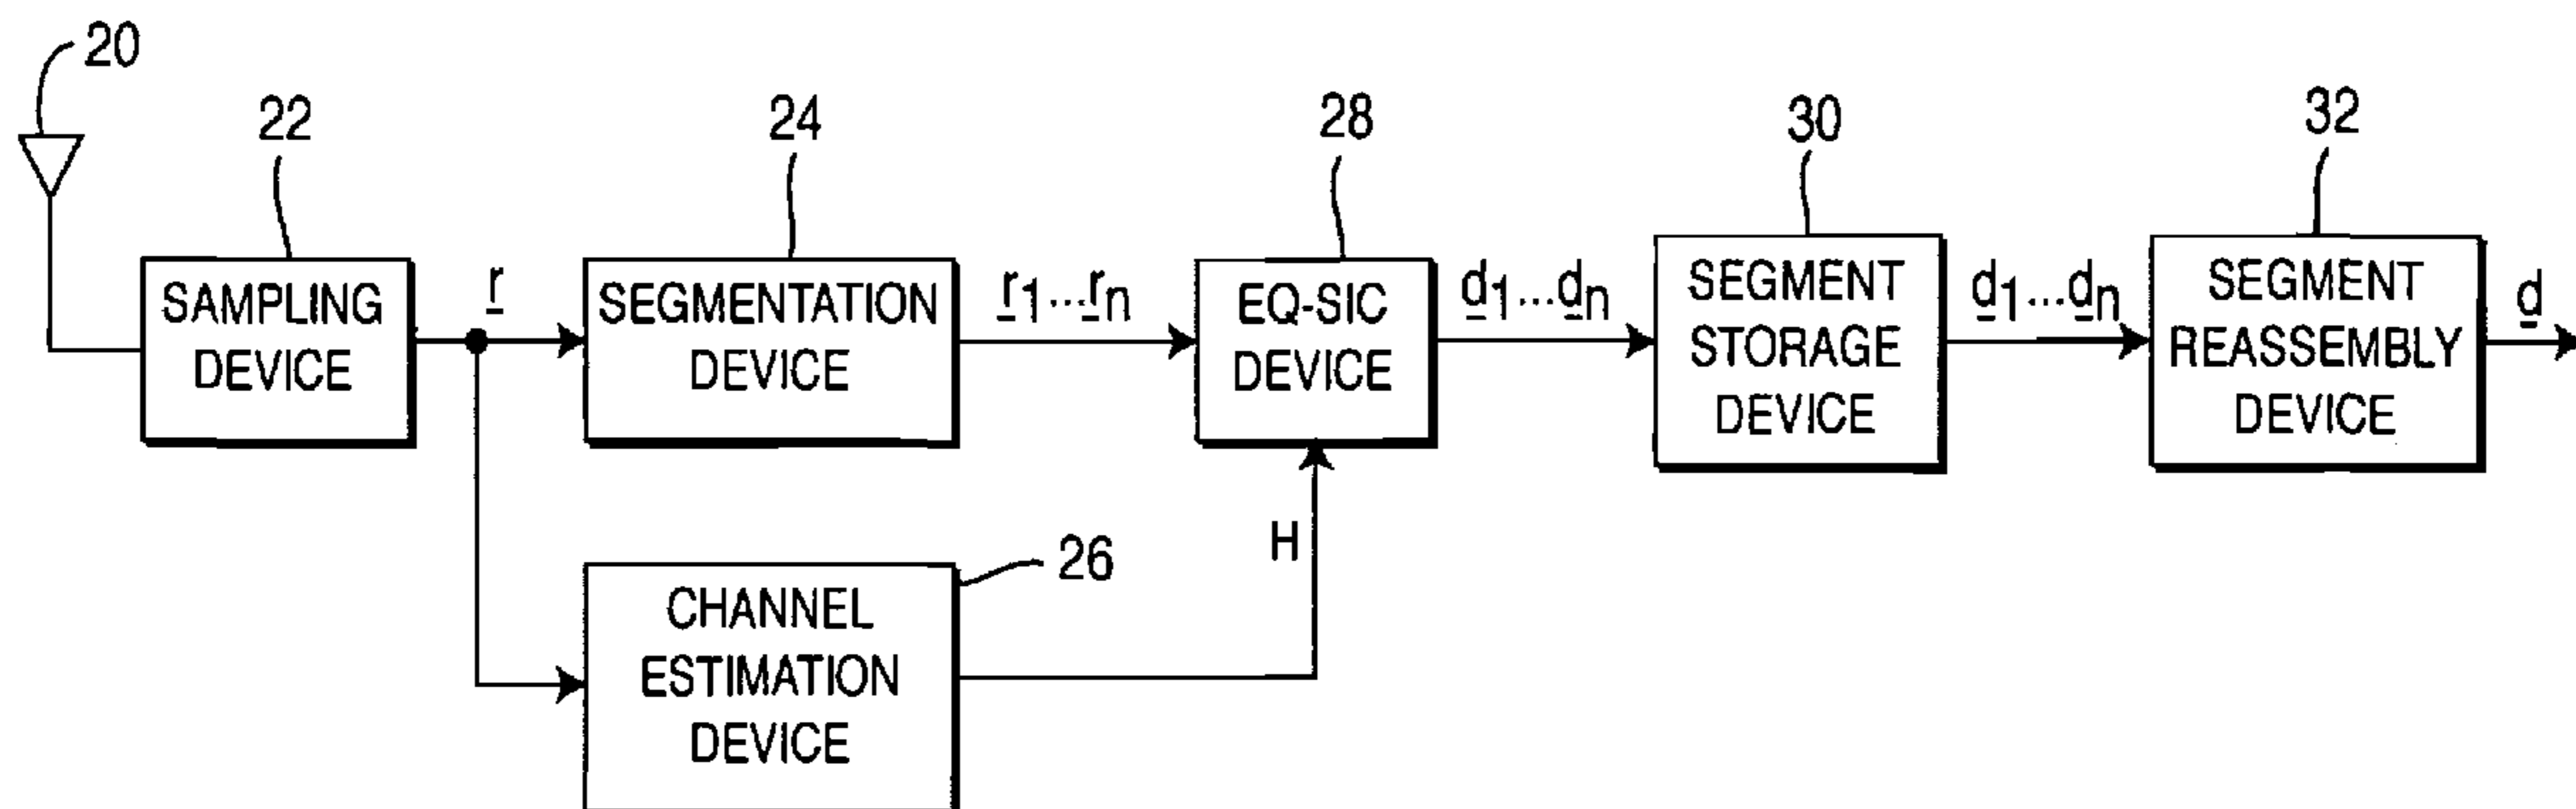 20
22
24
28
30
32
SAMPLING
DEVICE
r
SEGMENTATION
DEVICE
r1...rn
EQ-SIC
DEVICE
d1...dn
SEGMENT
STORAGE
DEVICE
d1...dn
SEGMENT
REASSEMBLY
DEVICE
d
H
26
CHANNEL
ESTIMATION
DEVICE